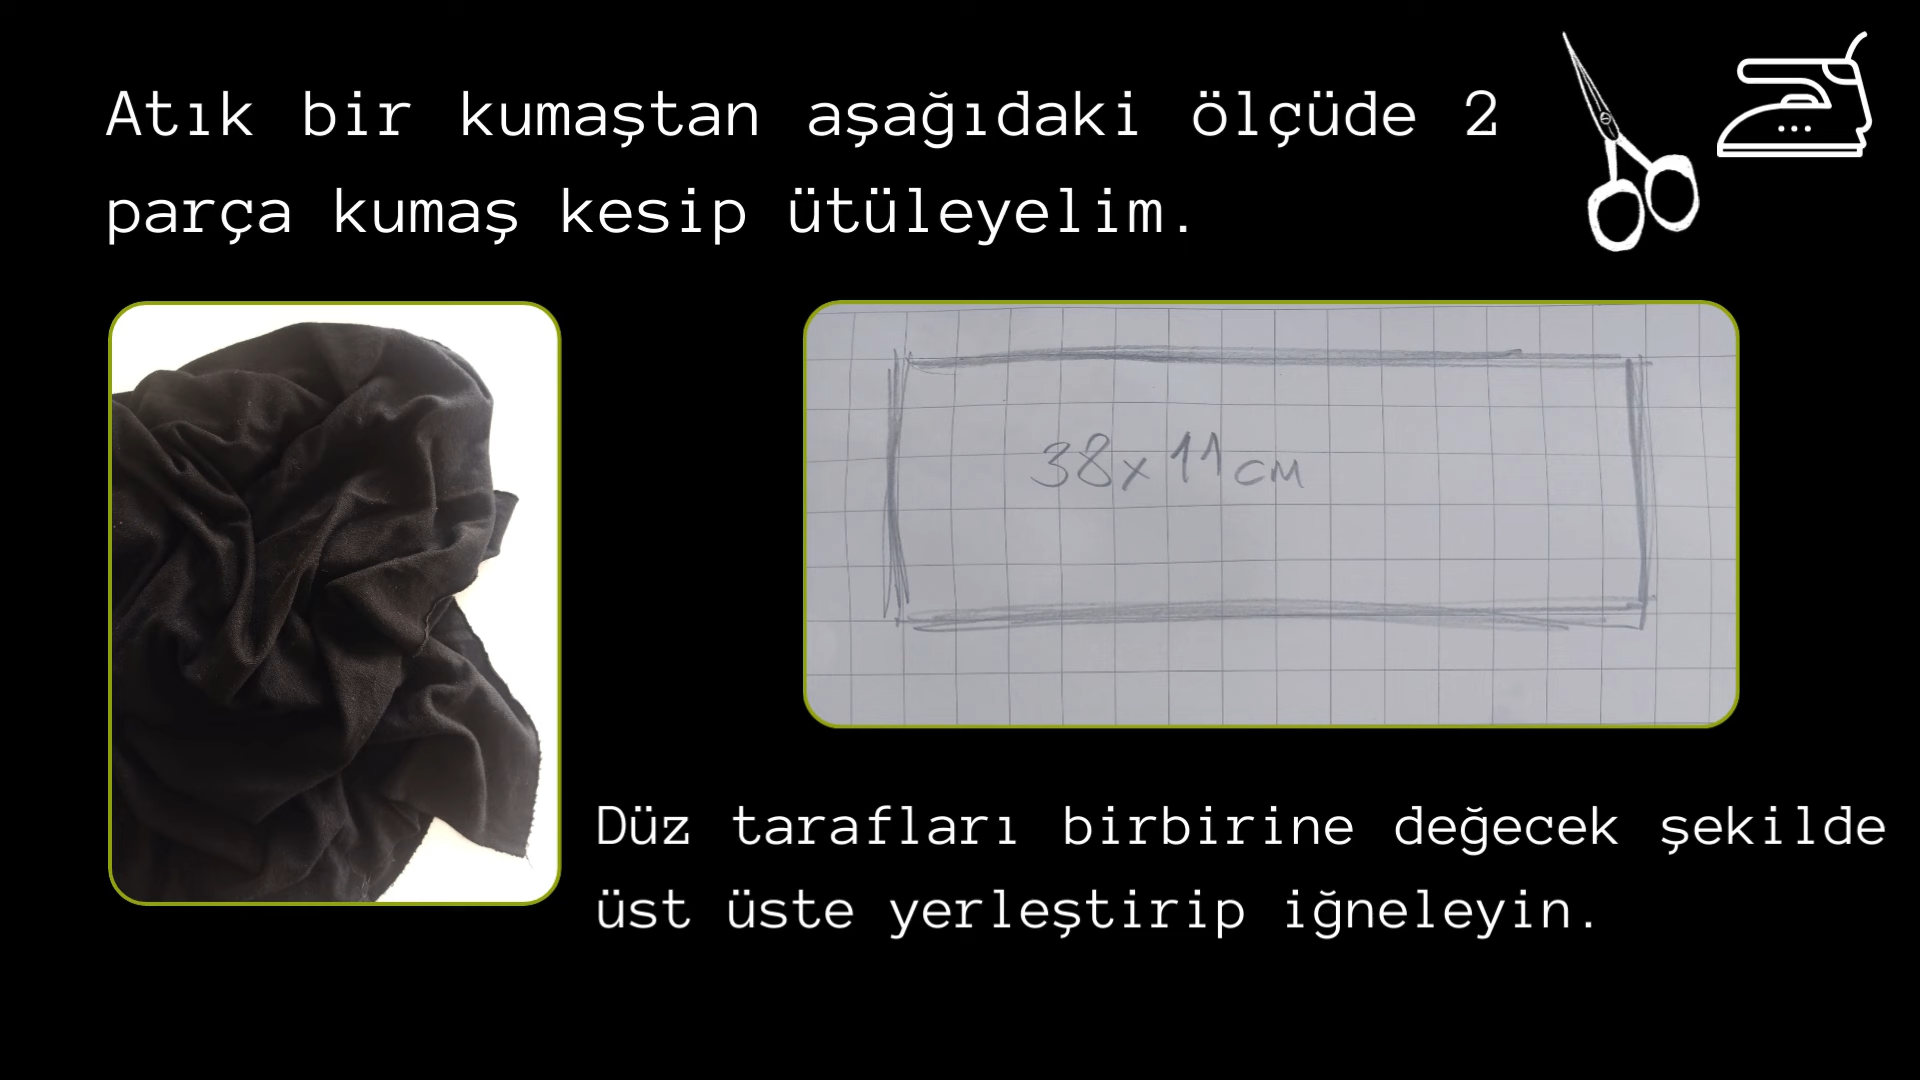 Atık bir kumaştan aşağıdaki ölçüde 2
parça kumaş kesip ütüleyelim.
38x11cm
Düz tarafları birbirine değecek şekilde
üst üste yerleştirip iğneleyin.